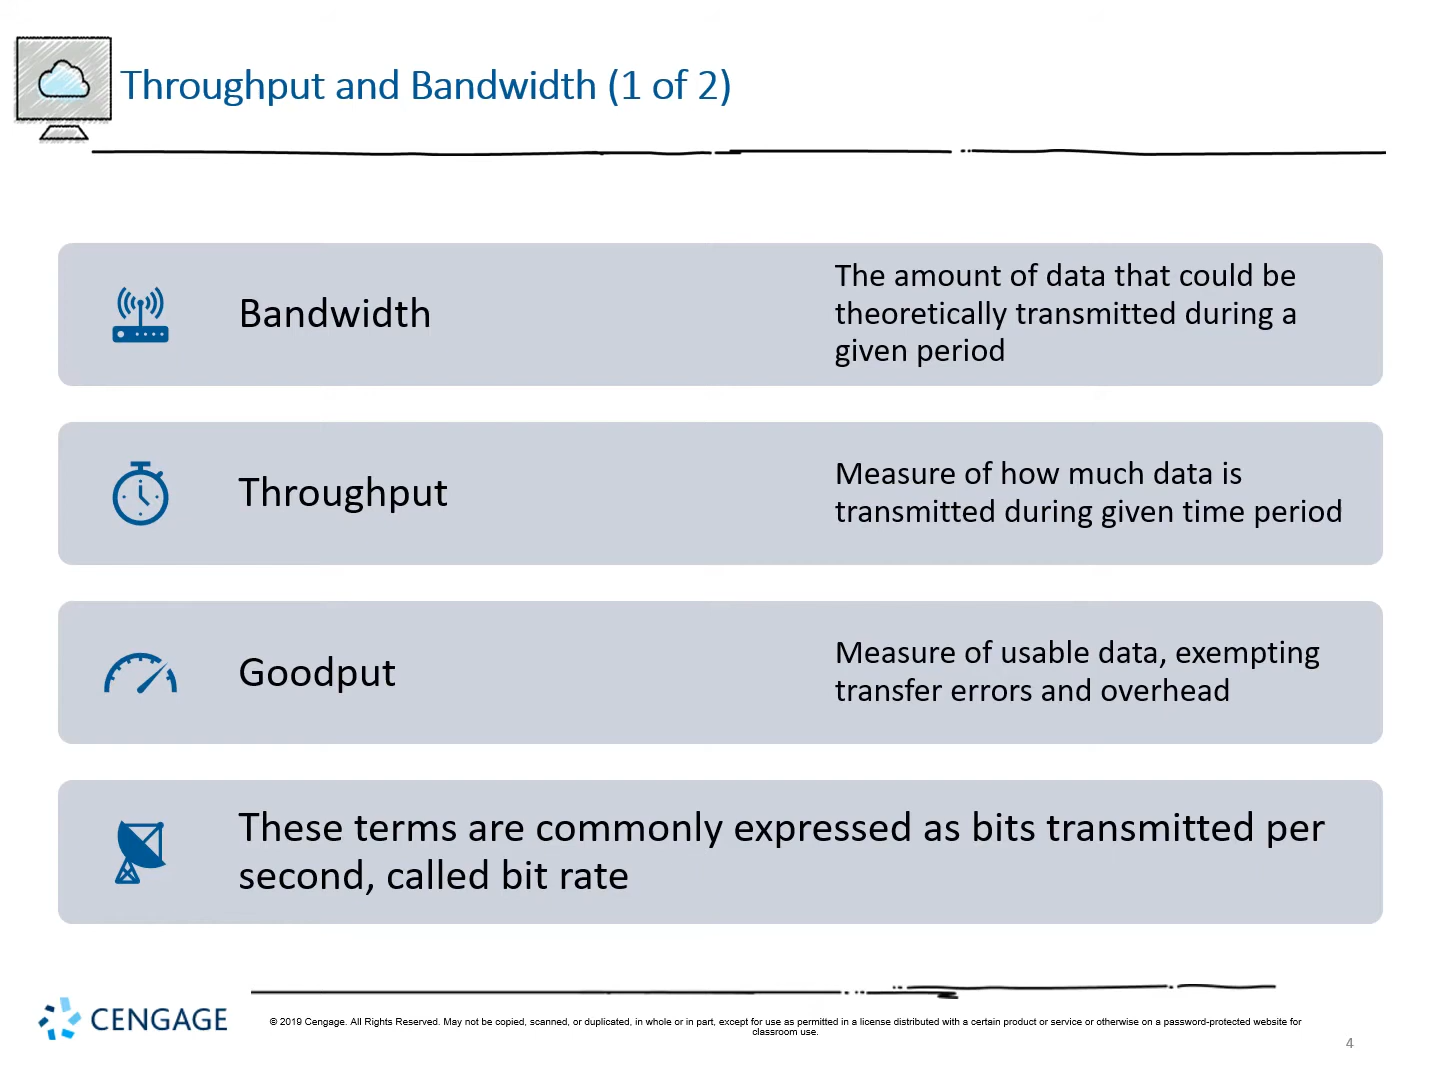 Throughput and Bandwidth (1 of 2)
Bandwidth
The amount of data that could be
theoretically transmitted during a
given period
Throughput
Measure of how much data is
transmitted during given time period
Goodput
Measure of usable data, exempting
transfer errors and overhead
These terms are commonly expressed as bits transmitted per
second, called bit rate
CENGAGE
© 2019 Cengage. All Rights Reserved. May not be copied, scanned, or duplicated, in whole or in part, except for use as permitted in a license distributed with a certain product or service or otherwise on a password-protected website for
classroom use.
4